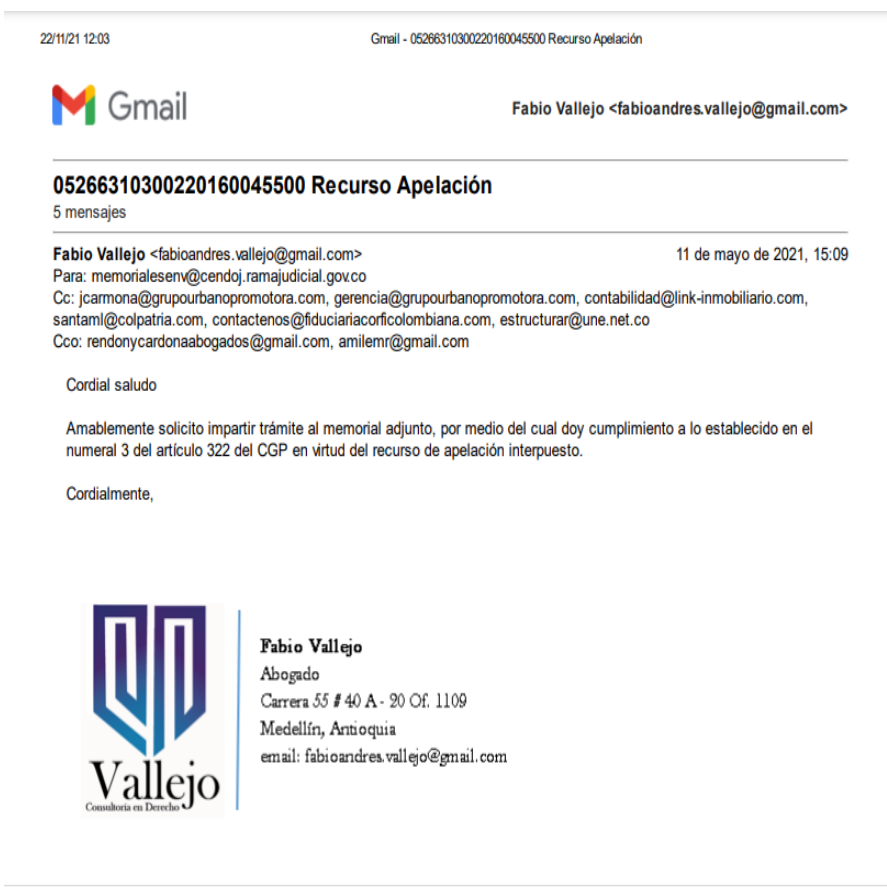 22/11/21 12:03 Gmail - 05266310300220160045500 Recurso Apelación
Gmail
Fabio Vallejo <fabioandres.vallejo@gmail.com>
05266310300220160045500 Recurso Apelación
5 mensajes
Fabio Vallejo <fabioandres.vallejo@gmail.com> 11 de mayo de 2021, 15:09
Para: memorialesenv@cendoj.ramajudicial.gov.co
Cc: jcarmona@grupourbanopromotora.com, gerencia@grupourbanopromotora.com, contabilidad@link-inmobiliario.com,
santaml@colpatria.com, contactenos@fiduciariacorficolombiana.com, estructurar@une.net.co
Cco: rendonycardonaabogados@gmail.com, amilemr@gmail.com
Cordial saludo
Amablemente solicito impartir trámite al memorial adjunto, por medio del cual doy cumplimiento a lo establecido en el
numeral 3 del artículo 322 del CGP en virtud del recurso de apelación interpuesto.
Cordialmente,
Fabio Vallejo
Abogado
Carrera 55 # 40 A - 20 Of. 1109
Medellín, Antioquia
email: fabioandres.vallejo@gmail.com
Vallejo
Consultoría en Derecho